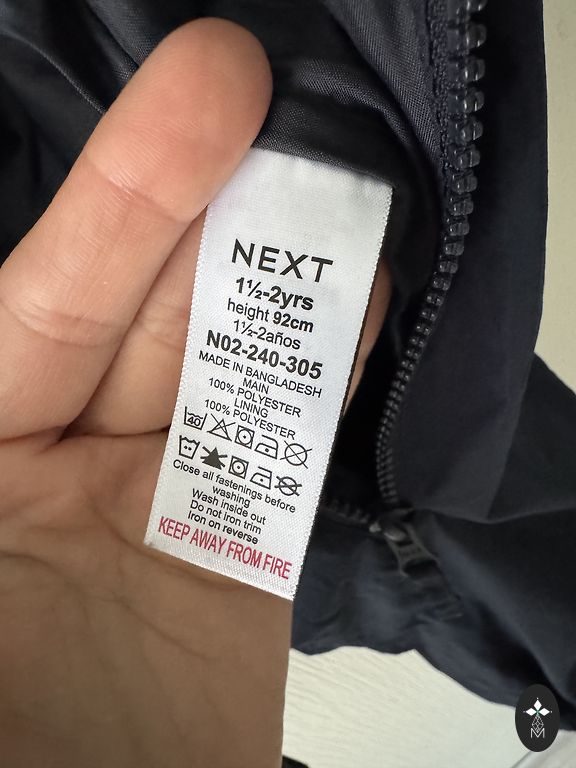 NEXT
1½-2yrs
height 92cm
1½-2años
N02-240-305
MADE IN BANGLADESH
MAIN
100% POLYESTER
LINING
100% POLYESTER
40
Close all fastenings before
washing
Wash inside out
Do not iron trim
Iron on reverse
KEEP AWAY FROM FIRE
M